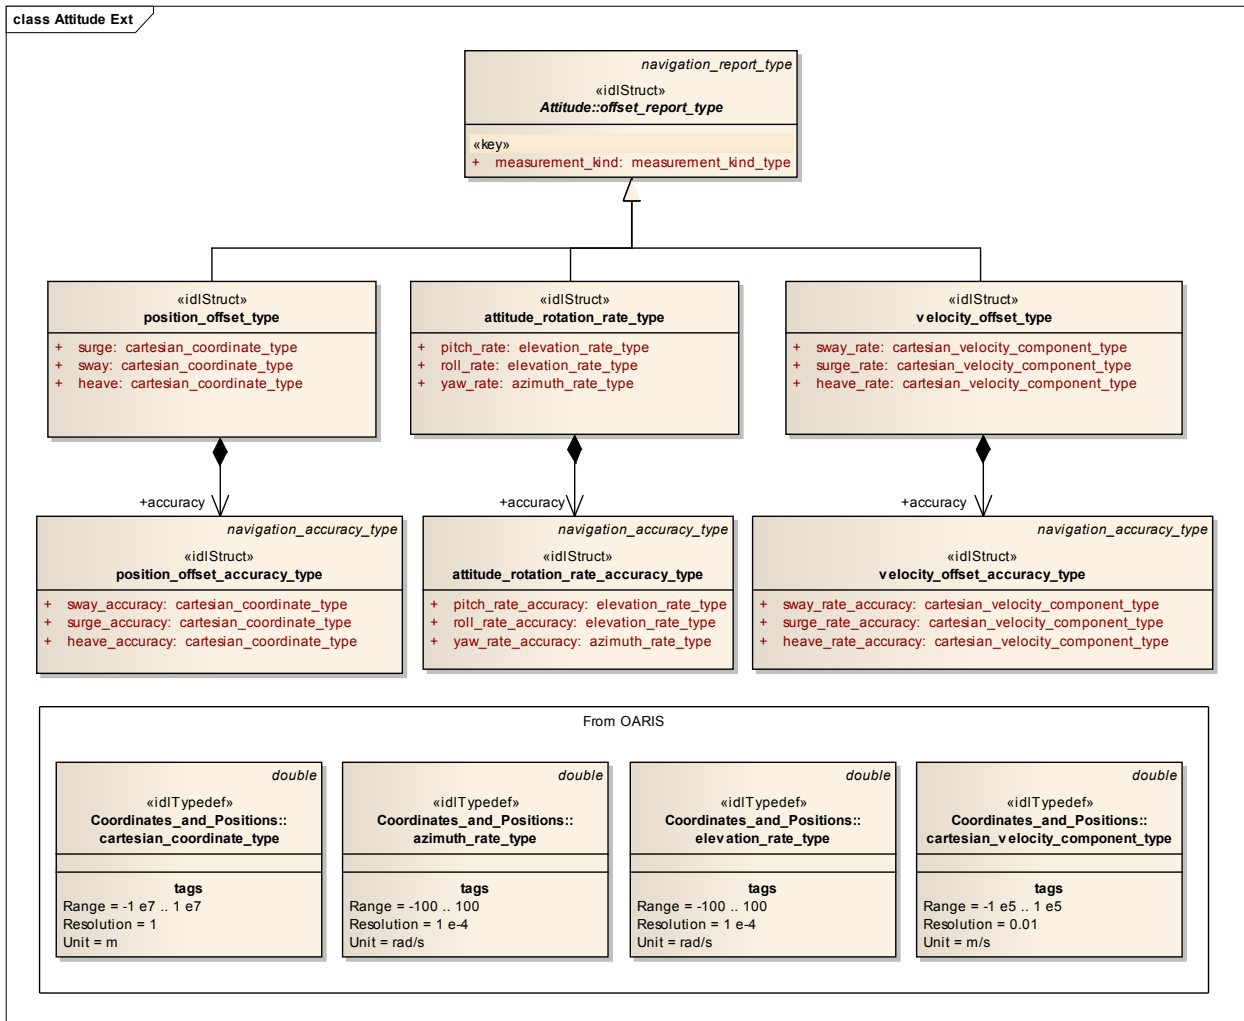 class Attitude Ext
navigation_report_type
«idlStruct»
Attitude::offset_report_type
«key»
+ measurement_kind: measurement_kind_type
«idlStruct»
position_offset_type
+ surge: cartesian_coordinate_type
+ sway: cartesian_coordinate_type
+ heave: cartesian_coordinate_type
«idlStruct»
attitude_rotation_rate_type
+ pitch_rate: elevation_rate_type
+ roll_rate: elevation_rate_type
+ yaw_rate: azimuth_rate_type
«idlStruct»
velocity_offset_type
+ sway_rate: cartesian_velocity_component_type
+ surge_rate: cartesian_velocity_component_type
+ heave_rate: cartesian_velocity_component_type
+accuracy
+accuracy
+accuracy
navigation_accuracy_type
«idlStruct»
position_offset_accuracy_type
+ sway_accuracy: cartesian_coordinate_type
+ surge_accuracy: cartesian_coordinate_type
+ heave_accuracy: cartesian_coordinate_type
navigation_accuracy_type
«idlStruct»
attitude_rotation_rate_accuracy_type
+ pitch_rate_accuracy: elevation_rate_type
+ roll_rate_accuracy: elevation_rate_type
+ yaw_rate_accuracy: azimuth_rate_type
navigation_accuracy_type
«idlStruct»
velocity_offset_accuracy_type
+ sway_rate_accuracy: cartesian_velocity_component_type
+ surge_rate_accuracy: cartesian_velocity_component_type
+ heave_rate_accuracy: cartesian_velocity_component_type
From OARIS
double
«idlTypedef»
Coordinates_and_Positions::
cartesian_coordinate_type
tags
Range = -1 e7 .. 1 e7
Resolution = 1
Unit = m
double
«idlTypedef»
Coordinates_and_Positions::
azimuth_rate_type
tags
Range = -100 .. 100
Resolution = 1 e-4
Unit = rad/s
double
«idlTypedef»
Coordinates_and_Positions::
elevation_rate_type
tags
Range = -100 .. 100
Resolution = 1 e-4
Unit = rad/s
double
«idlTypedef»
Coordinates_and_Positions::
cartesian_velocity_component_type
tags
Range = -1 e5 .. 1 e5
Resolution = 0.01
Unit = m/s